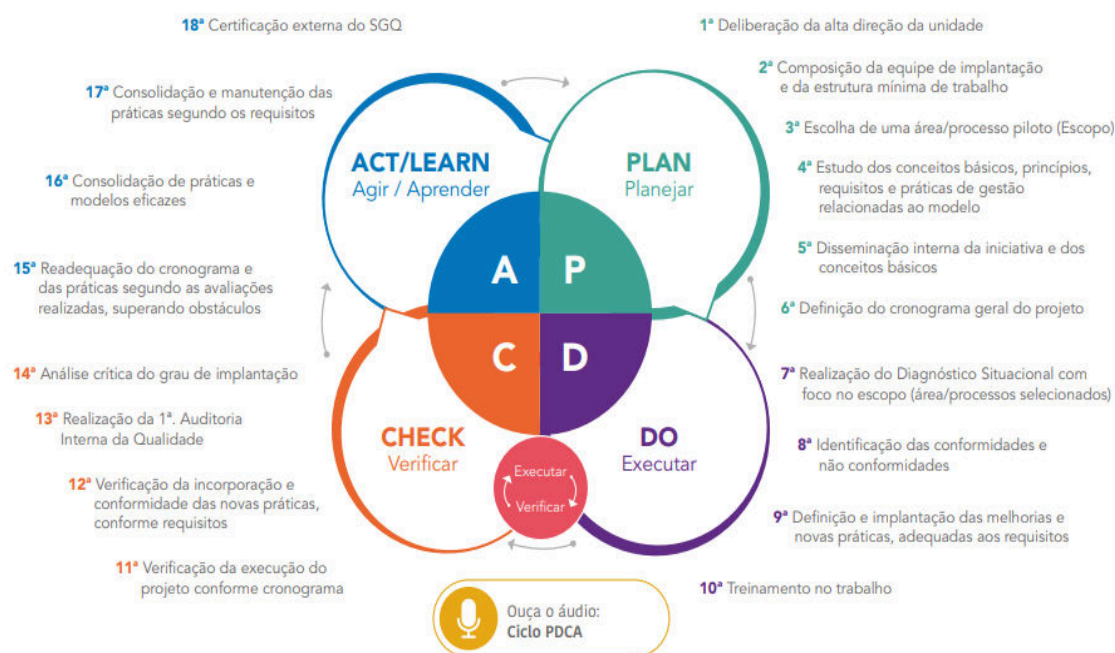 18ª Certificação externa do SGQ
1ª Deliberação da alta direção da unidade
2ª Composição da equipe de implantação
e da estrutura mínima de trabalho
3ª Escolha de uma área/processo piloto (Escopo)
4ª Estudo dos conceitos básicos, princípios,
requisitos e práticas de gestão
relacionadas ao modelo
5ª Disseminação interna da iniciativa e dos
conceitos básicos
6ª Definição do cronograma geral do projeto
7ª Realização do Diagnóstico Situacional com
foco no escopo (área/processos selecionados)
8ª Identificação das conformidades e
não conformidades
9ª Definição e implantação das melhorias e
novas práticas, adequadas aos requisitos
10ª Treinamento no trabalho
11ª Verificação da execução do
projeto conforme cronograma
12ª Verificação da incorporação e
conformidade das novas práticas,
conforme requisitos
13ª Realização da 1ª. Auditoria
Interna da Qualidade
14ª Análise crítica do grau de implantação
15ª Readequação do cronograma e
das práticas segundo as avaliações
realizadas, superando obstáculos
16ª Consolidação de práticas e
modelos eficazes
17ª Consolidação e manutenção das
práticas segundo os requisitos
ACT/LEARN
Agir / Aprender
PLAN
Planejar
A
P
C
D
CHECK
Verificar
DO
Executar
Executar
Verificar
Ouça o áudio:
Ciclo PDCA